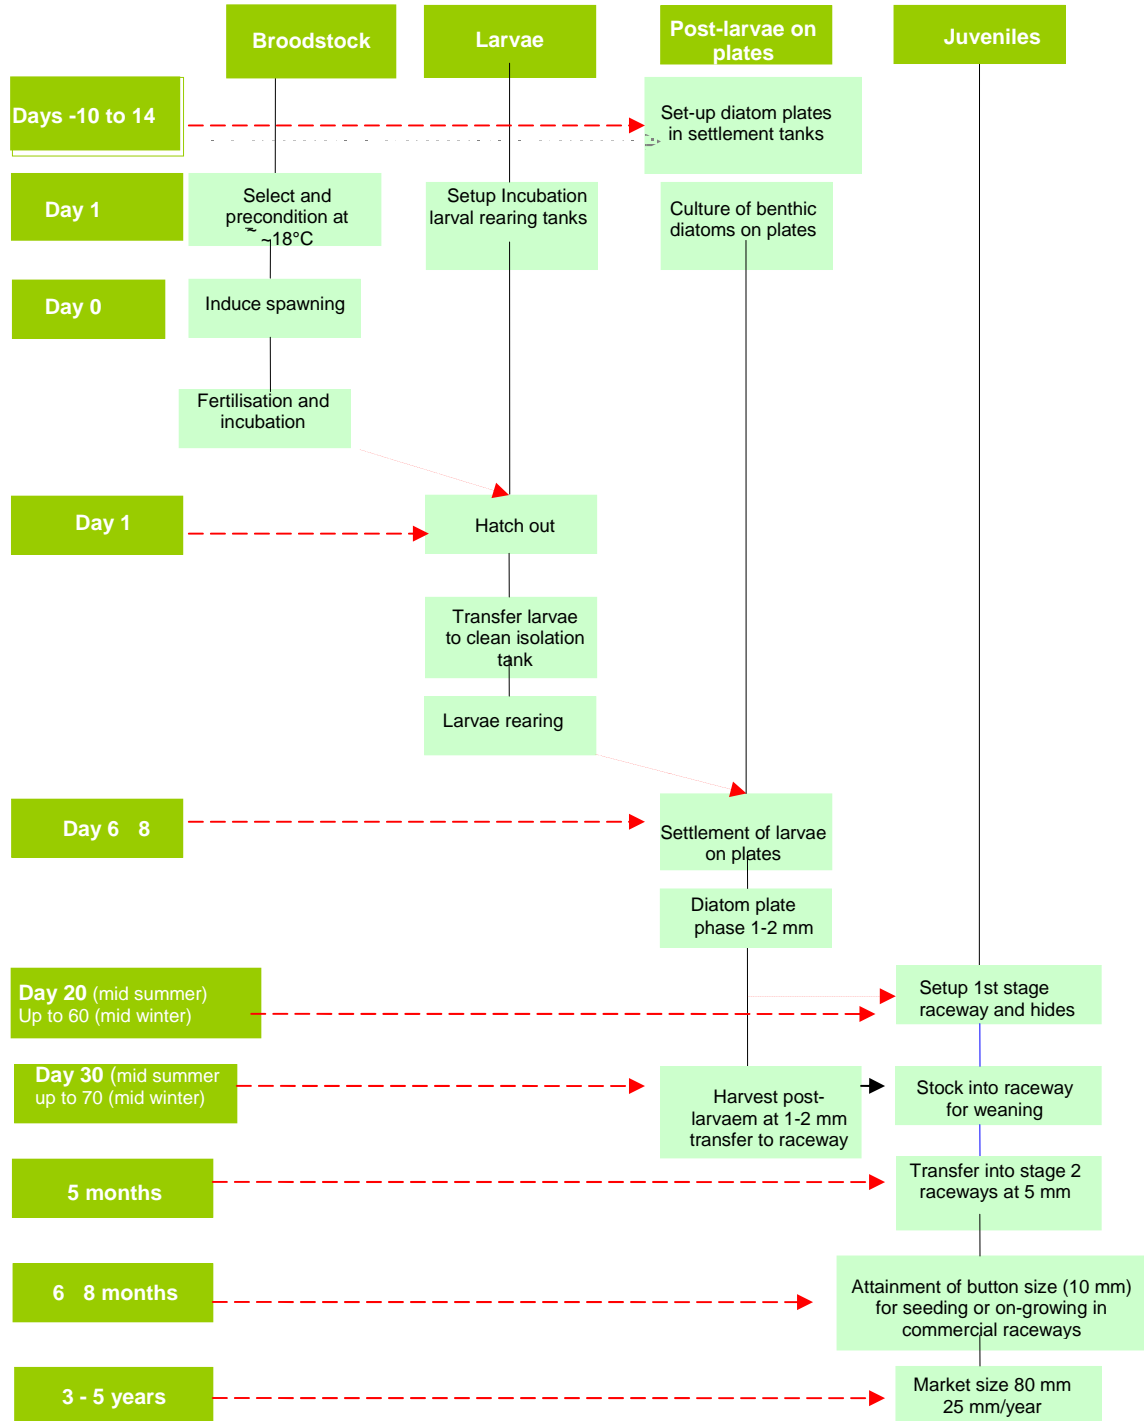 Broodstock
Larvae
Post-larvae on
plates
Juveniles
Days -10 to 14
Set-up diatom plates
in settlement tanks
Day 1
Select and
precondition at
~ ~18°C
Setup Incubation
larval rearing tanks
Culture of benthic
diatoms on plates
Day 0
Induce spawning
Fertilisation and
incubation
Day 1
Hatch out
Transfer larvae
to clean isolation
tank
Larvae rearing
Day 6 8
Settlement of larvae
on plates
Diatom plate
phase 1-2 mm
Day 20 (mid summer)
Up to 60 (mid winter)
Setup 1st stage
raceway and hides
Day 30 (mid summer
up to 70 (mid winter)
Harvest post-
larvaem at 1-2 mm
transfer to raceway
Stock into raceway
for weaning
5 months
Transfer into stage 2
raceways at 5 mm
6 8 months
Attainment of button size (10 mm)
for seeding or on-growing in
commercial raceways
3 - 5 years
Market size 80 mm
25 mm/year